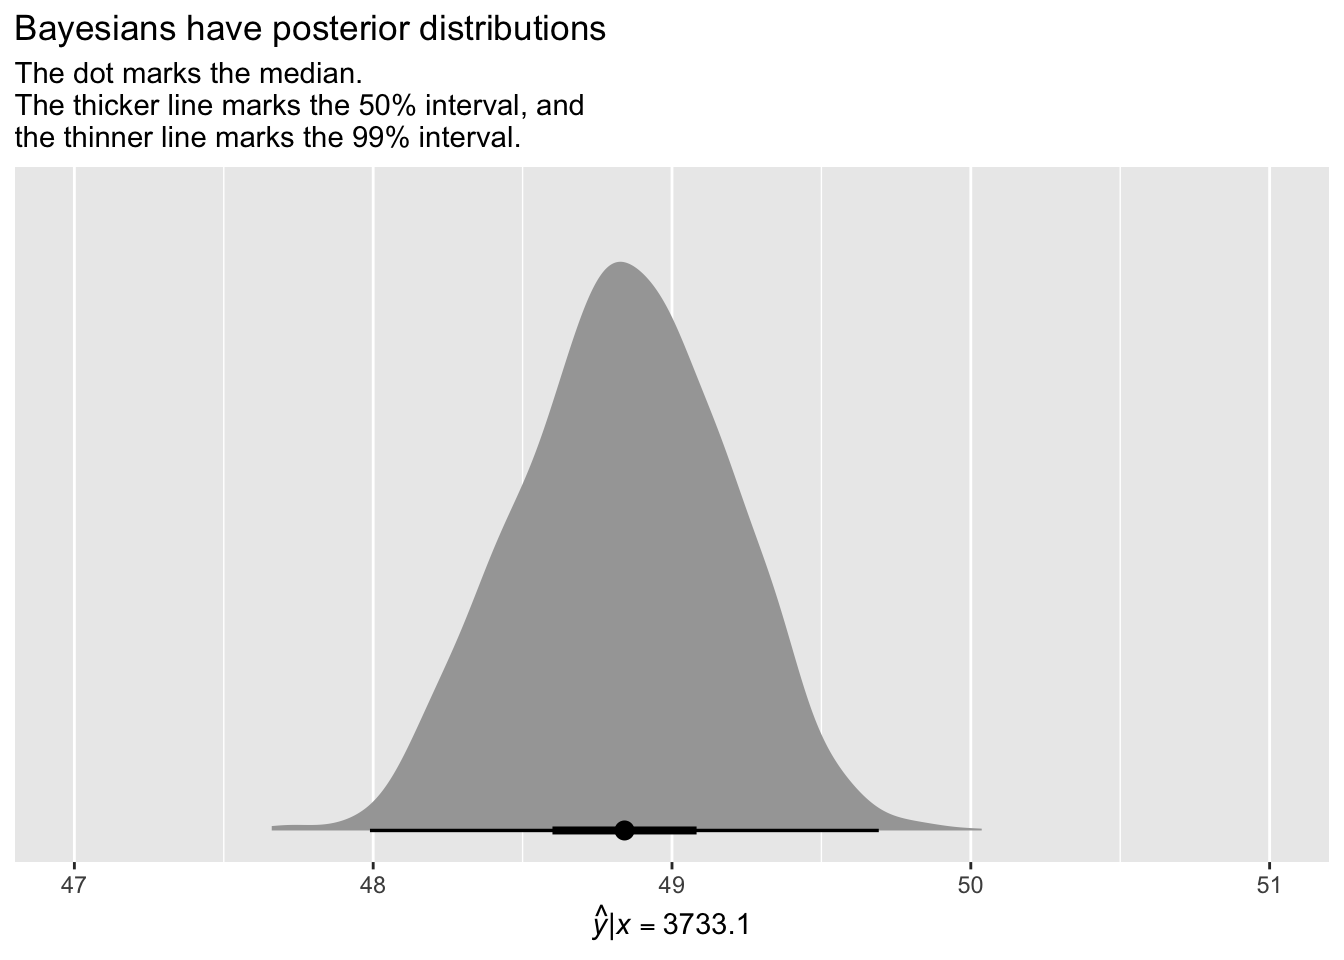 Bayesians have posterior distributions
The dot marks the median.
The thicker line marks the 50% interval, and
the thinner line marks the 99% interval.
47 48 49 50 51
ŷ|x = 3733.1